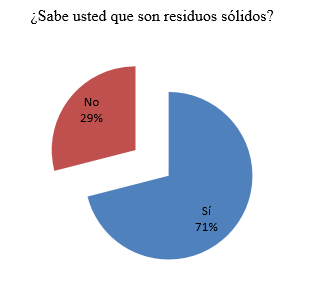 ¿Sabe usted que son residuos sólidos?
No
29%
Sí
71%